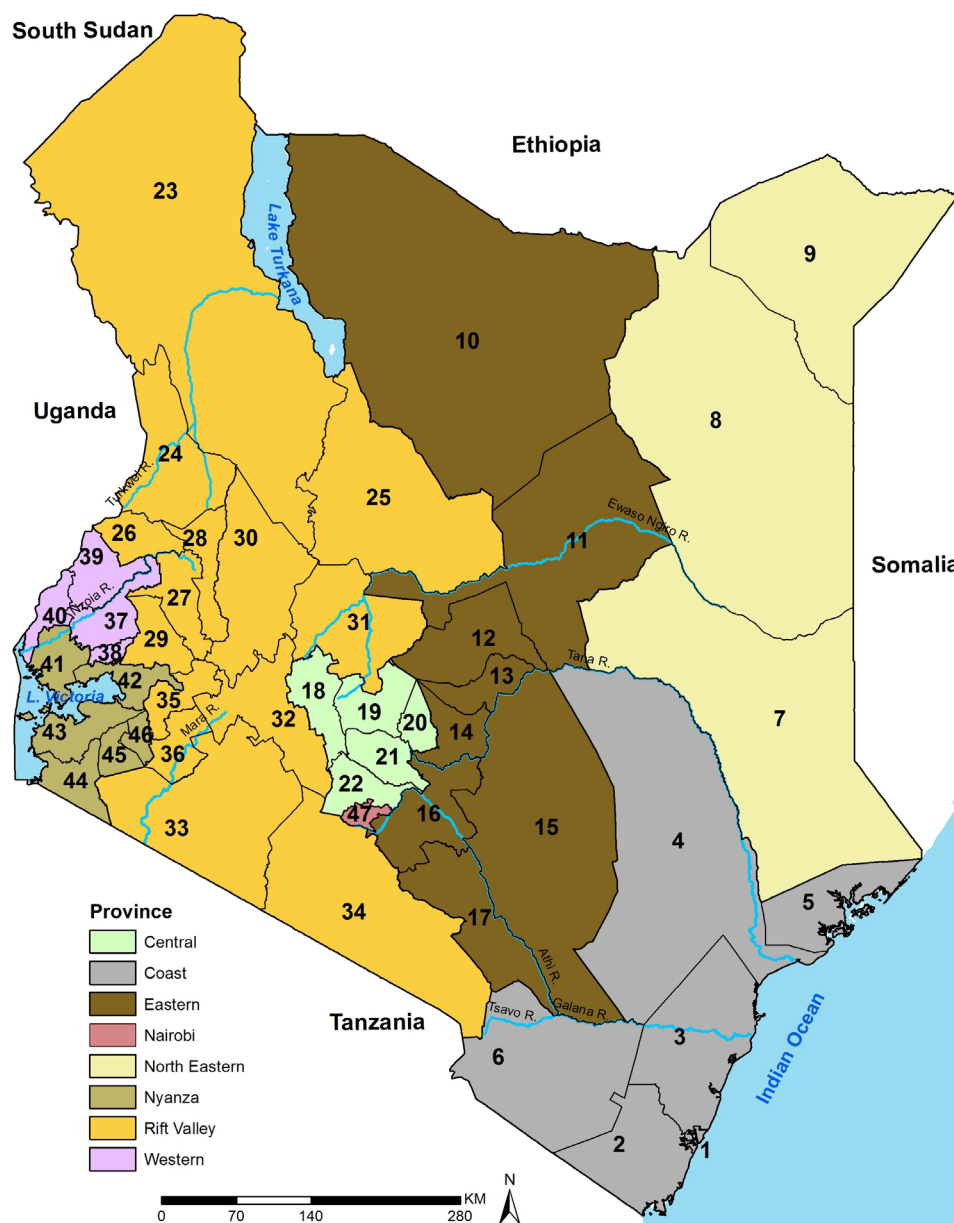 South Sudan
Ethiopia
23
9
Lake Turkana
10
Uganda
8
24
Turkwel R.
25
26
28
30
Ewaso Ngiro R.
39
11
Somalia
Nzoia R.
27
40
37
31
12
29
38
41
Tana R.
13
42
18
L. Victoria
35
19
7
32
20
14
43
Mara R.
46
45
36
21
44
22
47
16
15
4
33
5
34
17
Province
Central
Athi R.
Coast
Tsavo R.
Galana R.
Eastern
Tanzania
3
Nairobi
6
Indian Ocean
North Eastern
Nyanza
Rift Valley
2
1
Western
N
KM
0 70 140 280